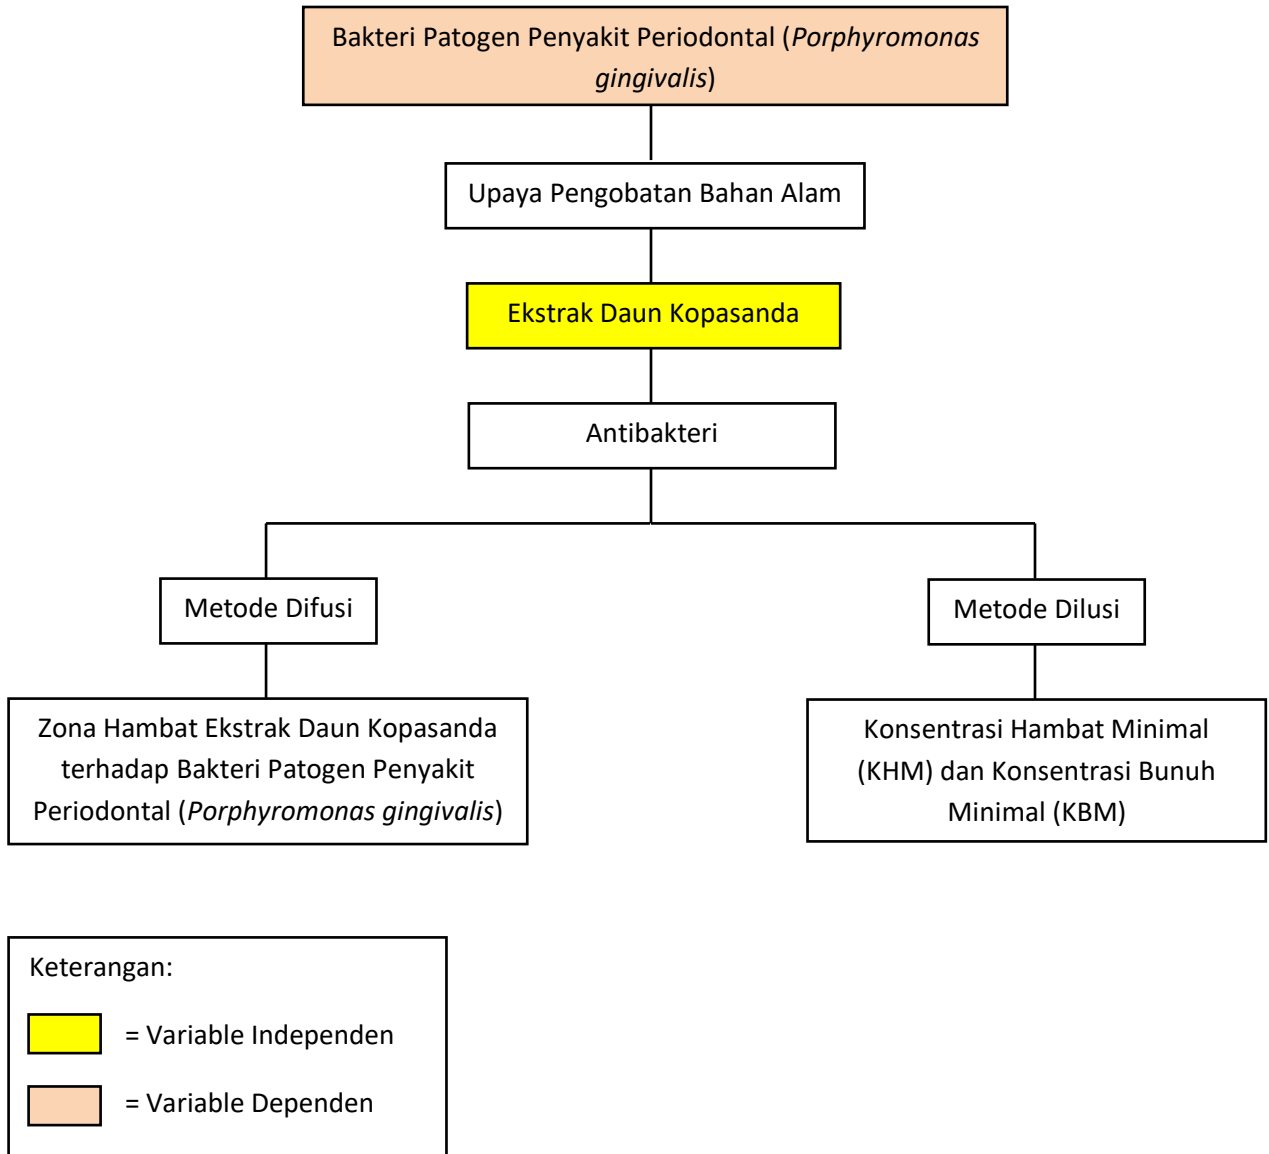 Bakteri Patogen Penyakit Periodontal (Porphyromonas
gingivalis)
Upaya Pengobatan Bahan Alam
Ekstrak Daun Kopasanda
Antibakteri
Metode Difusi
Metode Dilusi
Zona Hambat Ekstrak Daun Kopasanda
terhadap Bakteri Patogen Penyakit
Periodontal (Porphyromonas gingivalis)
Konsentrasi Hambat Minimal
(KHM) dan Konsentrasi Bunuh
Minimal (KBM)
Keterangan:
= Variable Independen
= Variable Dependen